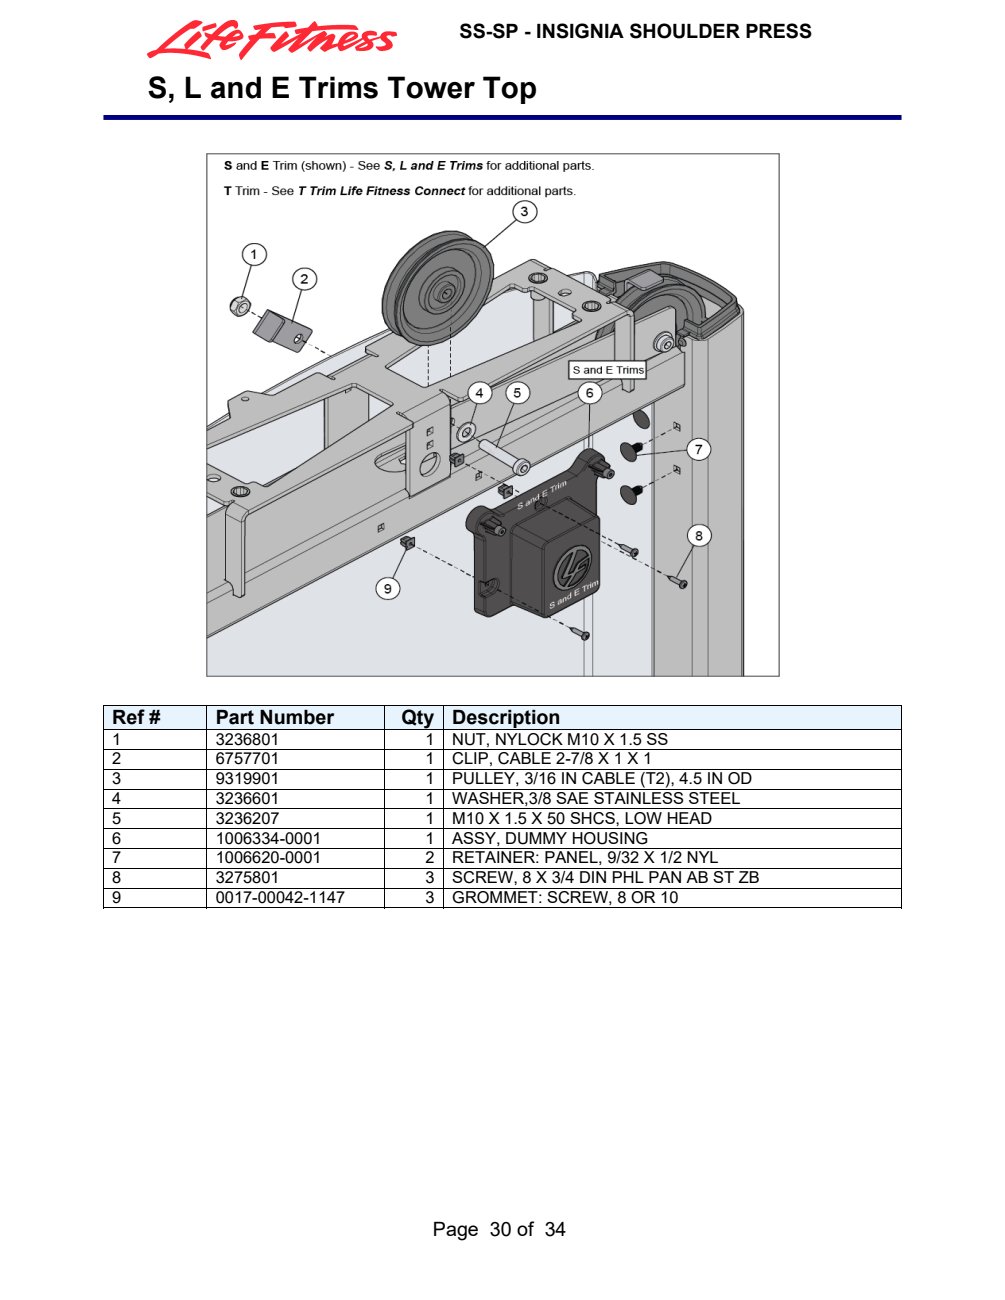 Life Fitness
SS-SP - INSIGNIA SHOULDER PRESS
S, L and E Trims Tower Top
S and E Trim (shown) - See S, L and E Trims for additional parts.
T Trim - See T Trim Life Fitness Connect for additional parts.
3
1
2
S and E Trims
4
5
6
7
S and E Trim
8
LF
S and E Trim
9
Ref # Part Number Qty Description
1 3236801 1 NUT, NYLOCK M10 X 1.5 SS
2 6757701 1 CLIP, CABLE 2-7/8 X 1 X 1
3 9319901 1 PULLEY, 3/16 IN CABLE (T2), 4.5 IN OD
4 3236601 1 WASHER,3/8 SAE STAINLESS STEEL
5 3236207 1 M10 X 1.5 X 50 SHCS, LOW HEAD
6 1006334-0001 1 ASSY, DUMMY HOUSING
7 1006620-0001 2 RETAINER: PANEL, 9/32 X 1/2 NYL
8 3275801 3 SCREW, 8 X 3/4 DIN PHL PAN AB ST ZB
9 0017-00042-1147 3 GROMMET: SCREW, 8 OR 10
Page 30 of 34